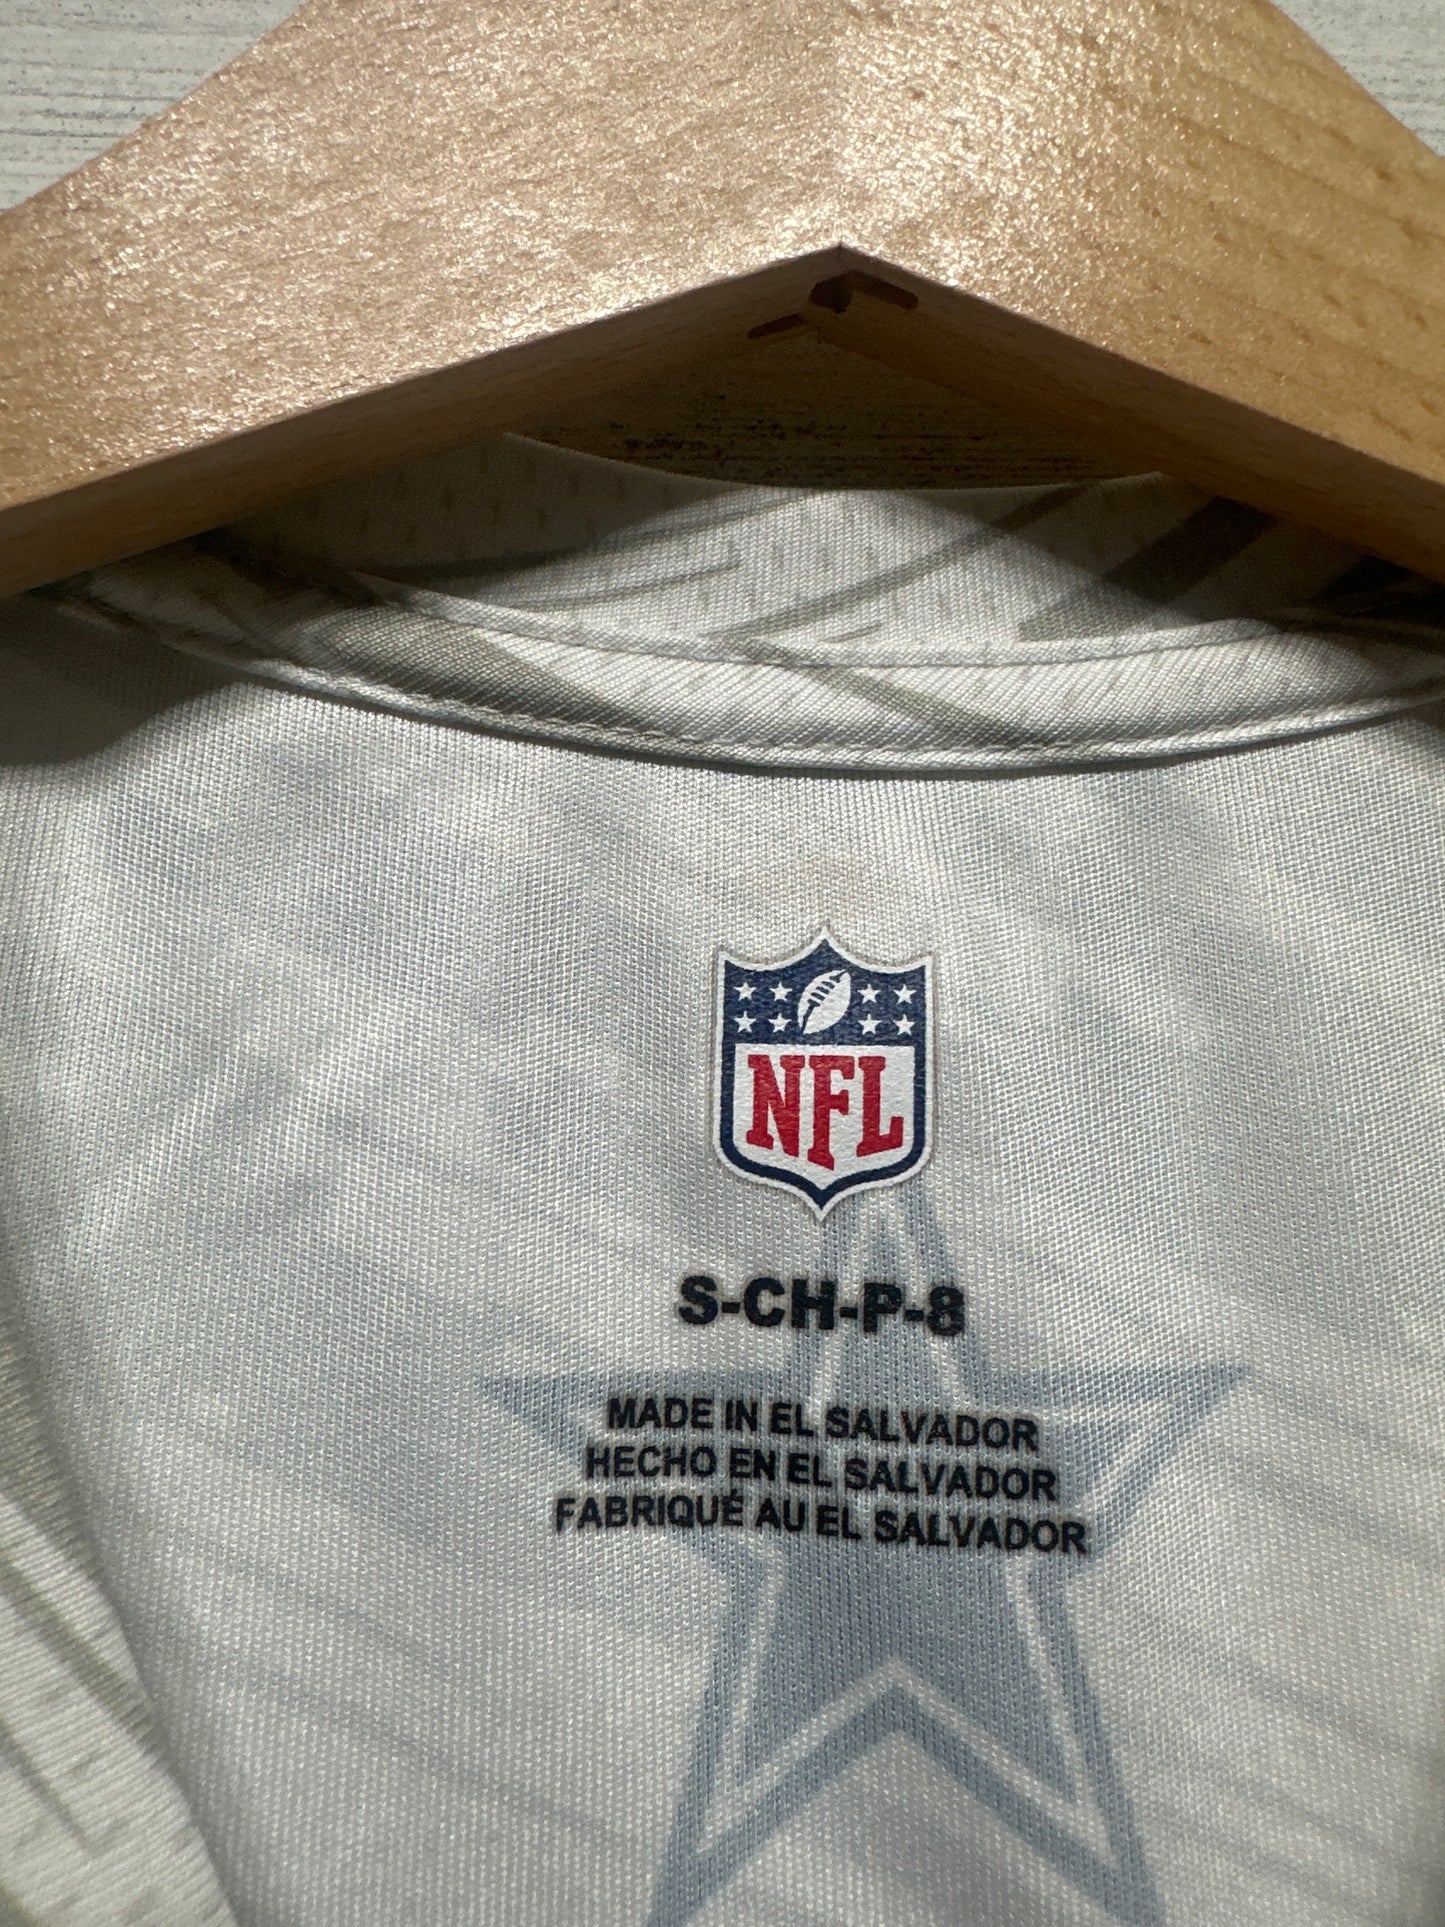 NFL
S-CH-P-8
MADE IN EL SALVADOR
HECHO EN EL SALVADOR
FABRIQUÉ AU EL SALVADOR